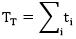 T_T = ∑_i t_i